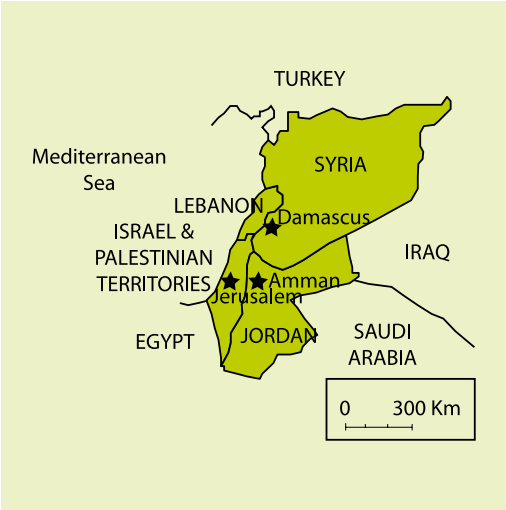 TURKEY
Mediterranean
Sea
SYRIA
LEBANON
Damascus
ISRAEL &
PALESTINIAN
TERRITORIES
IRAQ
Amman
Jerusalem
EGYPT
JORDAN
SAUDI
ARABIA
0 300 Km